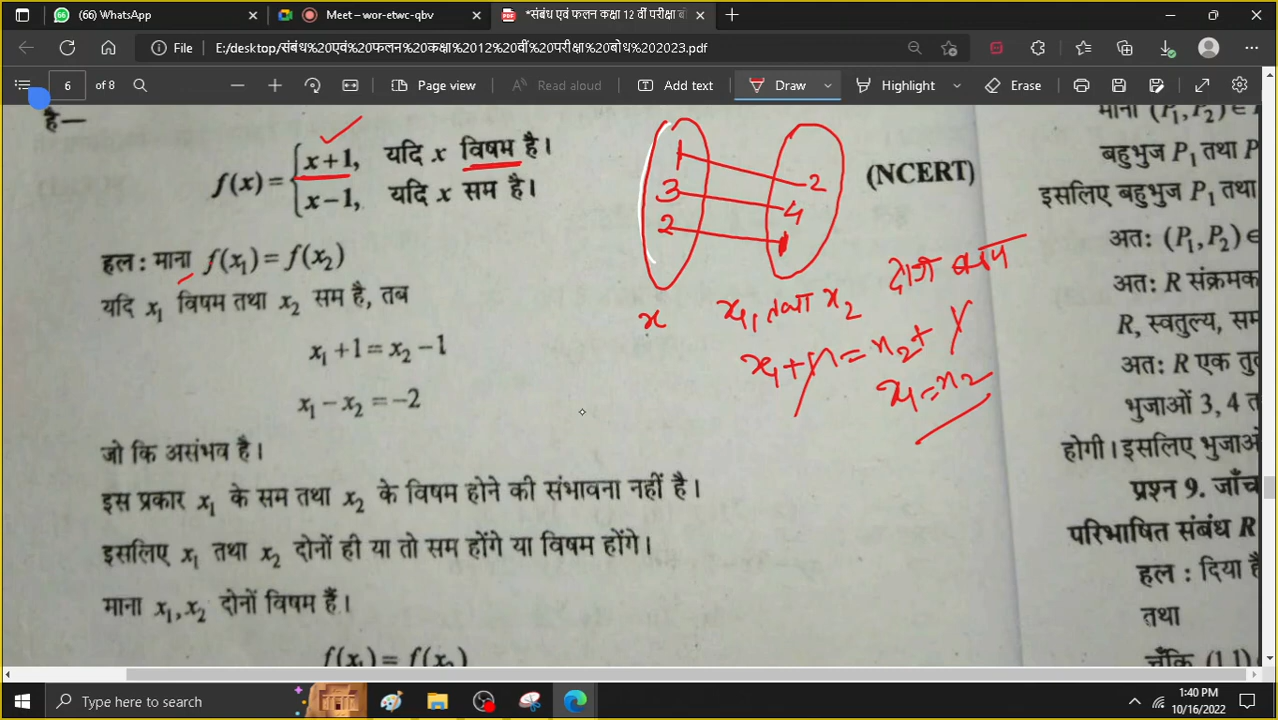 (66) WhatsApp
Meet – wor-etwc-qbv
*संबंध एवं फलन कक्षा 12 वीं परीक्षा बो
File
E:/desktop/संबंध%20एवं%20फलन%20कक्षा%2012वीं%20परीक्षा%20बोध%202023.pdf
6 of 8
Page view
Read aloud
Add text
Draw
Highlight
Erase
है—
f(x) = { x+1, यदि x विषम है।
x−1, यदि x सम है।
1 2
3 4
2 1
(NCERT)
हल : माना f(x₁) = f(x₂)
यदि x₁ विषम तथा x₂ सम है, तब
x₁ +1 = x₂ −1
x₁ − x₂ = −2
जो कि असंभव है।
इस प्रकार x₁ के सम तथा x₂ के विषम होने की संभावना नहीं है।
इसलिए x₁ तथा x₂ दोनों ही या तो सम होंगे या विषम होंगे।
माना x₁, x₂ दोनों विषम हैं।
f(x₁) = f(x₂)
x
x₁, तथा x₂
x₁ = x₂
माना (P₁, P₂) ∈
बहुभुज P₁ तथा P
इसलिए बहुभुज P₁ तथा
अतः (P₁, P₂) ∈
अतः R संक्रमक
R, स्वतुल्य, सम
अतः R एक तु
भुजाओं 3, 4 त
होगी। इसलिए भुजाओं
प्रश्न 9. जाँच
परिभाषित संबंध R
हल : दिया है
तथा
चूँकि (1,1)
Type here to search
1:40 PM
10/16/2022